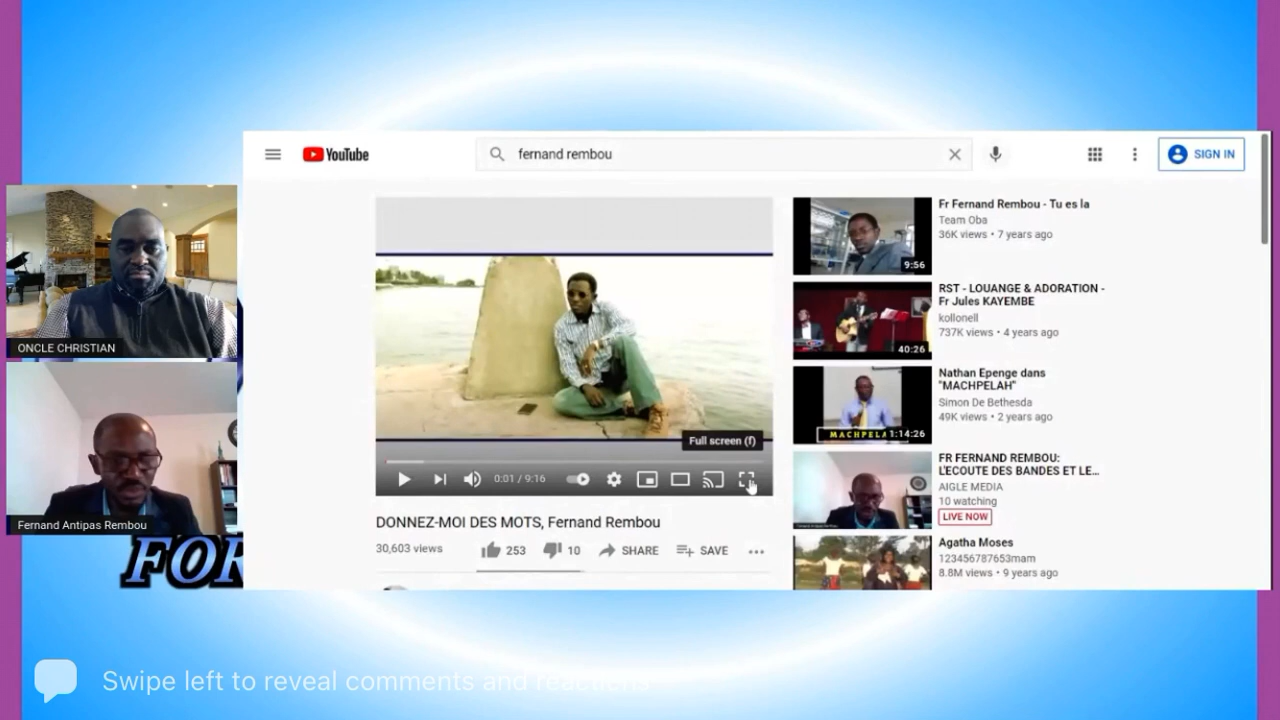 YouTube
fernand rembou
SIGN IN
ONCLE CHRISTIAN
Fernand Antipas Rembou
FOR
Full screen (f)
0:01 / 9:16
DONNEZ-MOI DES MOTS, Fernand Rembou
30,603 views
253
10
SHARE
SAVE
9:56
Fr Fernand Rembou - Tu es la
Team Oba
36K views • 7 years ago
40:26
RST - LOUANGE & ADORATION -
Fr Jules KAYEMBE
kollonell
737K views • 4 years ago
MACHPELA 1:14:26
Nathan Epenge dans
"MACHPELAH"
Simon De Bethesda
49K views • 2 years ago
FR FERNAND REMBOU:
L'ECOUTE DES BANDES ET LE...
AIGLE MEDIA
10 watching
LIVE NOW
Agatha Moses
123456787653mam
8.8M views • 9 years ago
Swipe left to reveal comments and reactions